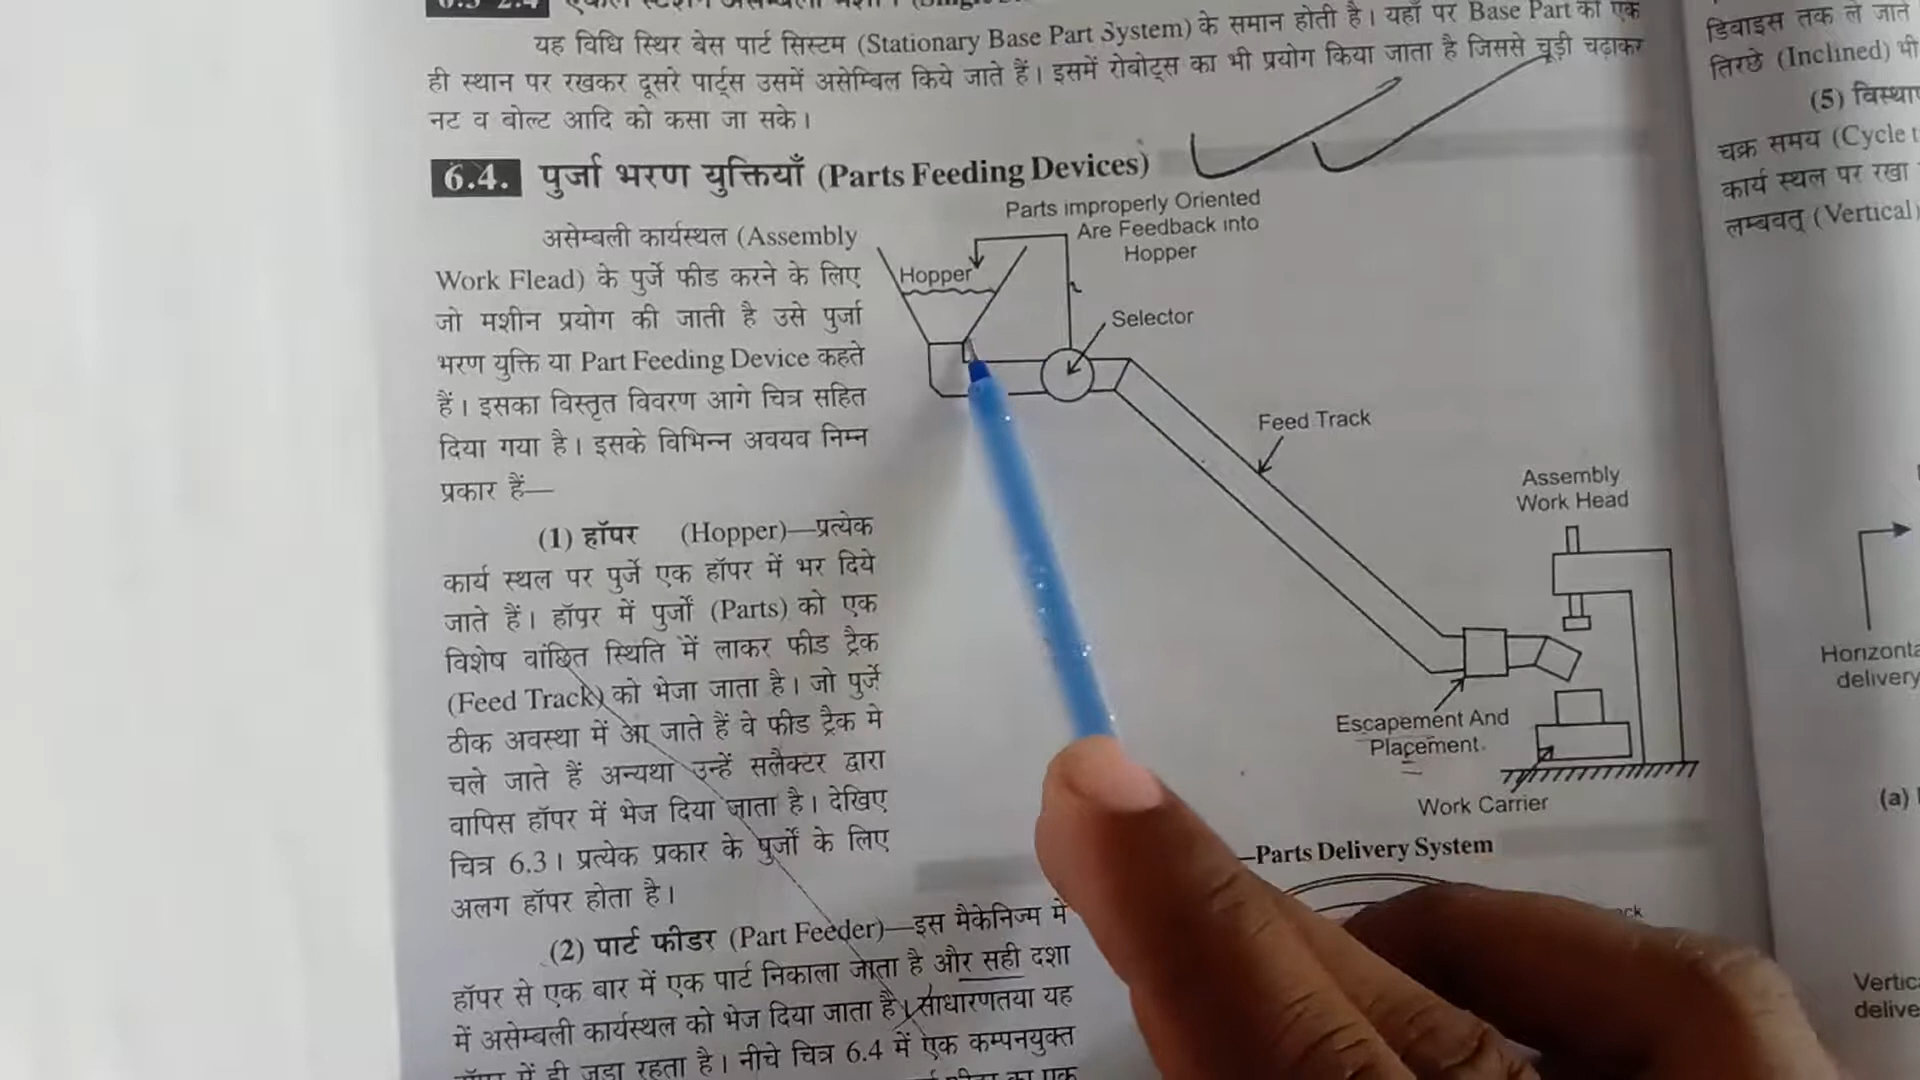 यह विधि स्थिर बेस पार्ट सिस्टम (Stationary Base Part System) के समान होती है। यहाँ पर Base Part को एक
ही स्थान पर रखकर दूसरे पार्ट्स उसमें असेम्बिल किये जाते हैं। इसमें रोबोट्स का भी प्रयोग किया जाता है जिससे चूड़ी चढ़ाकर
नट व बोल्ट आदि को कसा जा सके।
6.4. पुर्जा भरण युक्तियाँ (Parts Feeding Devices)
असेम्बली कार्यस्थल (Assembly
Work Flead) के पुर्जे फीड करने के लिए
जो मशीन प्रयोग की जाती है उसे पुर्जा
भरण युक्ति या Part Feeding Device कहते
हैं। इसका विस्तृत विवरण आगे चित्र सहित
दिया गया है। इसके विभिन्न अवयव निम्न
प्रकार हैं—
(1) हॉपर (Hopper)—प्रत्येक
कार्य स्थल पर पुर्जे एक हॉपर में भर दिये
जाते हैं। हॉपर में पुर्जों (Parts) को एक
विशेष वांछित स्थिति में लाकर फीड ट्रैक
(Feed Track) को भेजा जाता है। जो पुर्जे
ठीक अवस्था में आ जाते हैं वे फीड ट्रैक मे
चले जाते हैं अन्यथा उन्हें सलैक्टर द्वारा
वापिस हॉपर में भेज दिया जाता है। देखिए
चित्र 6.3। प्रत्येक प्रकार के पुर्जों के लिए
अलग हॉपर होता है।
(2) पार्ट फीडर (Part Feeder)—इस मैकेनिज्म में
हॉपर से एक बार में एक पार्ट निकाला जाता है और सही दशा
में असेम्बली कार्यस्थल को भेज दिया जाता है। साधारणतया यह
हॉपर में ही जुड़ा रहता है। नीचे चित्र 6.4 में एक कम्पनयुक्त
Parts improperly Oriented
Are Feedback into
Hopper
Hopper
Selector
Feed Track
Assembly
Work Head
Escapement And
Placement.
Work Carrier
—Parts Delivery System
डिवाइस तक ले जाते
तिरछे (Inclined) भी
(5)
चक्र समय (Cycle
कार्य स्थल पर रखा
लम्बवत् (Vertical)
delivery
(a)